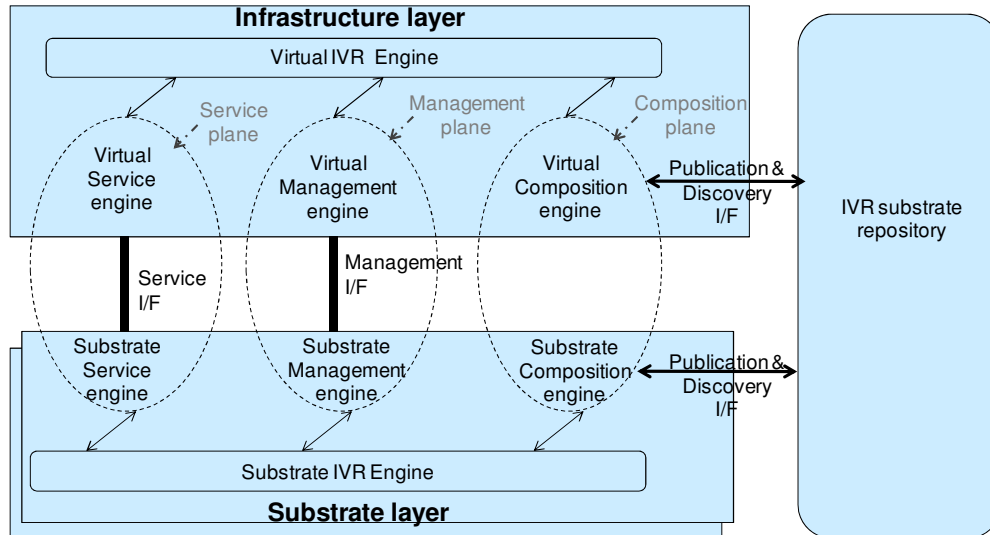 Infrastructure layer
Virtual IVR Engine
Service
plane
Management
plane
Composition
plane
Virtual
Service
engine
Virtual
Management
engine
Virtual
Composition
engine
Publication &
Discovery
I/F
IVR substrate
repository
Service
I/F
Management
I/F
Substrate
Service
engine
Substrate
Management
engine
Substrate
Composition
engine
Publication &
Discovery
I/F
Substrate IVR Engine
Substrate layer